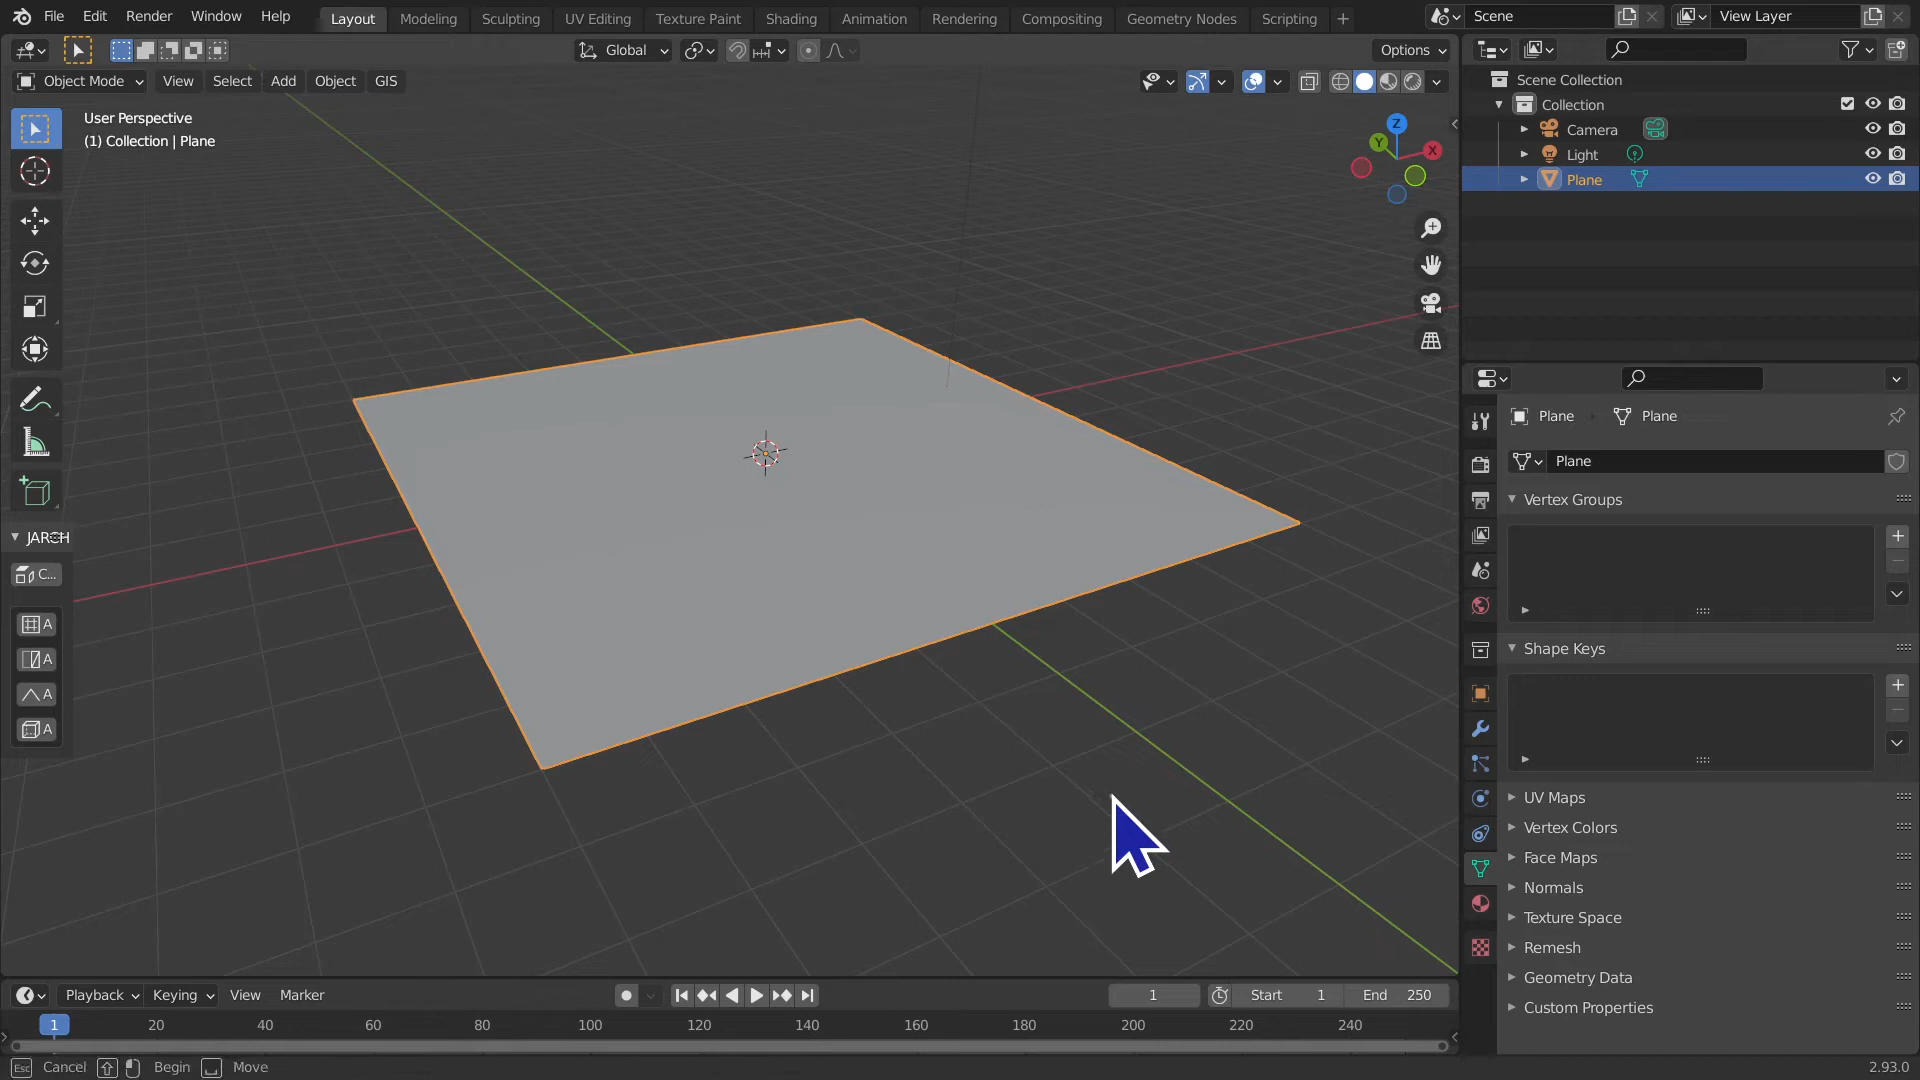 File Edit Render Window Help Layout Modeling Sculpting UV Editing Texture Paint Shading Animation Rendering Compositing Geometry Nodes Scripting + Scene View Layer
Global Options
Object Mode View Select Add Object GIS
User Perspective
(1) Collection | Plane
Z
Y
X
JARCH
C...
A
A
A
A
Scene Collection
Collection
Camera
Light
Plane
Plane Plane
Plane
Vertex Groups
Shape Keys
UV Maps
Vertex Colors
Face Maps
Normals
Texture Space
Remesh
Geometry Data
Custom Properties
Playback Keying View Marker 1 Start 1 End 250
1 20 40 60 80 100 120 140 160 180 200 220 240
Esc Cancel Begin Move 2.93.0